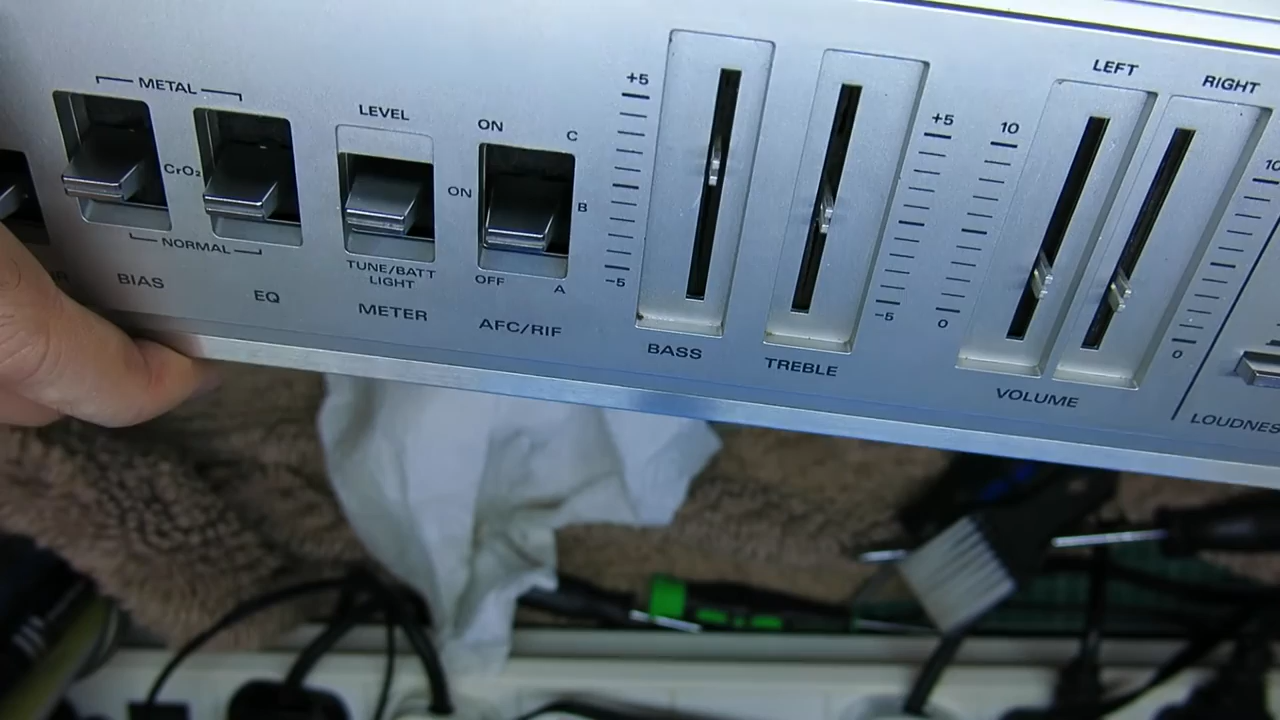 METAL
CrO₂
NORMAL
BIAS
EQ
LEVEL
TUNE/BATT
LIGHT
METER
ON
C
ON
B
OFF
A
AFC/RIF
+5
-5
BASS
TREBLE
+5
-5
LEFT
RIGHT
10
0
VOLUME
10
0